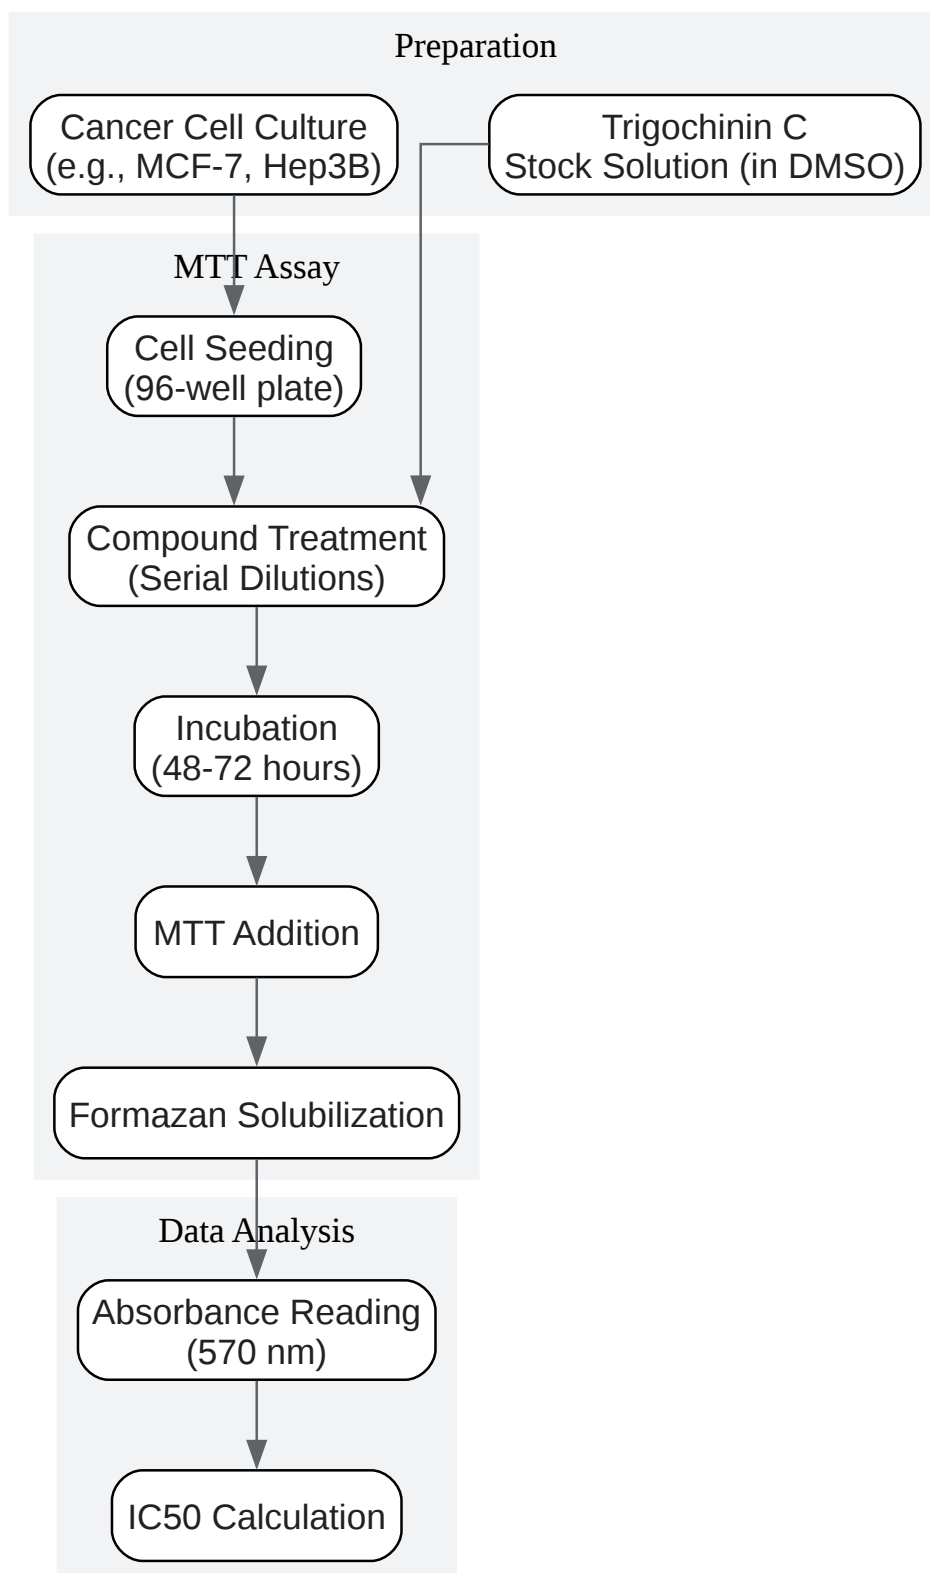 Preparation
Cancer Cell Culture
(e.g., MCF-7, Hep3B)
Trigochinin C
Stock Solution (in DMSO)
MTT Assay
Cell Seeding
(96-well plate)
Compound Treatment
(Serial Dilutions)
Incubation
(48-72 hours)
MTT Addition
Formazan Solubilization
Data Analysis
Absorbance Reading
(570 nm)
IC50 Calculation